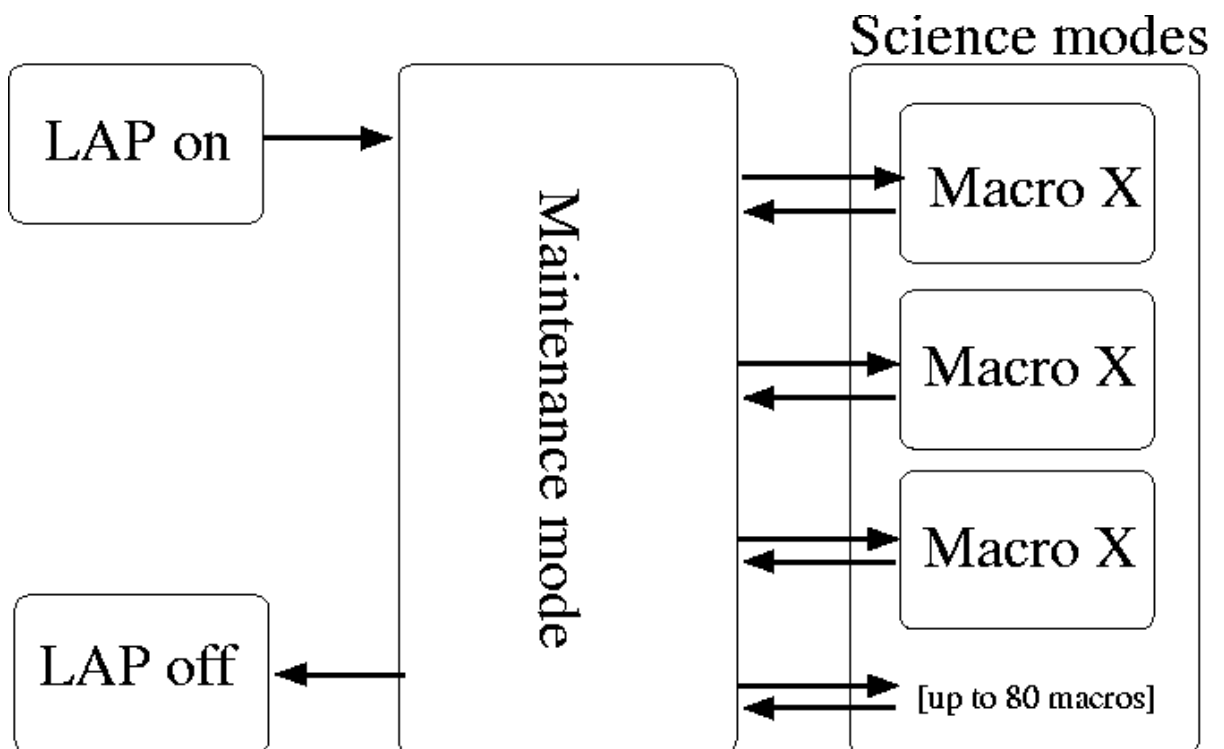 Science modes
LAP on
Maintenance mode
Macro X
Macro X
Macro X
LAP off
[up to 80 macros]